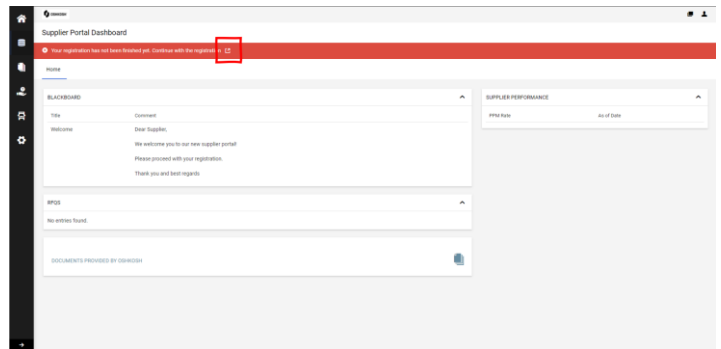 OSHKOSH
Supplier Portal Dashboard
Your registration has not been finished yet. Continue with the registration.
Home
BLACKBOARD
Title Comment
Welcome Dear Supplier,
We welcome you to our new supplier portal!
Please proceed with your registration.
Thank you and best regards
RFQS
No entries found.
DOCUMENTS PROVIDED BY OSHKOSH
SUPPLIER PERFORMANCE
PPM Rate As of Date